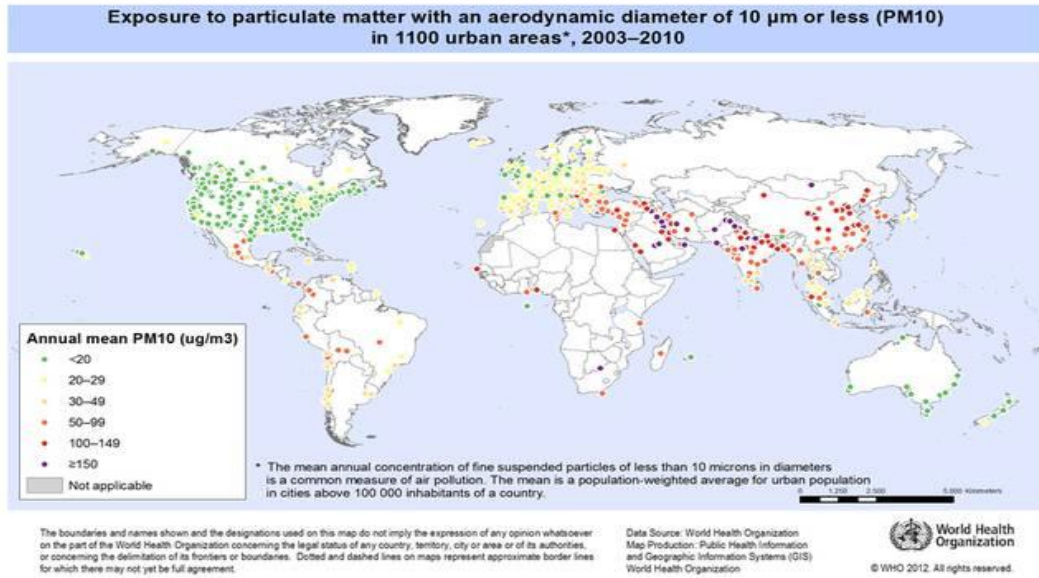 Exposure to particulate matter with an aerodynamic diameter of 10 µm or less (PM10)
in 1100 urban areas*, 2003–2010
Annual mean PM10 (ug/m3)
<20
20–29
30–49
50–99
100–149
≥150
Not applicable
* The mean annual concentration of fine suspended particles of less than 10 microns in diameters
is a common measure of air pollution. The mean is a population-weighted average for urban population
in cities above 100 000 inhabitants of a country.
0 1,250 2,500 5,000 Kilometers
The boundaries and names shown and the designations used on this map do not imply the expression of any opinion whatsoever
on the part of the World Health Organization concerning the legal status of any country, territory, city or area or of its authorities,
or concerning the delimitation of its frontiers or boundaries. Dotted and dashed lines on maps represent approximate border lines
for which there may not yet be full agreement.
Data Source: World Health Organization
Map Production: Public Health Information
and Geographic Information Systems (GIS)
World Health Organization
World Health
Organization
© WHO 2012. All rights reserved.